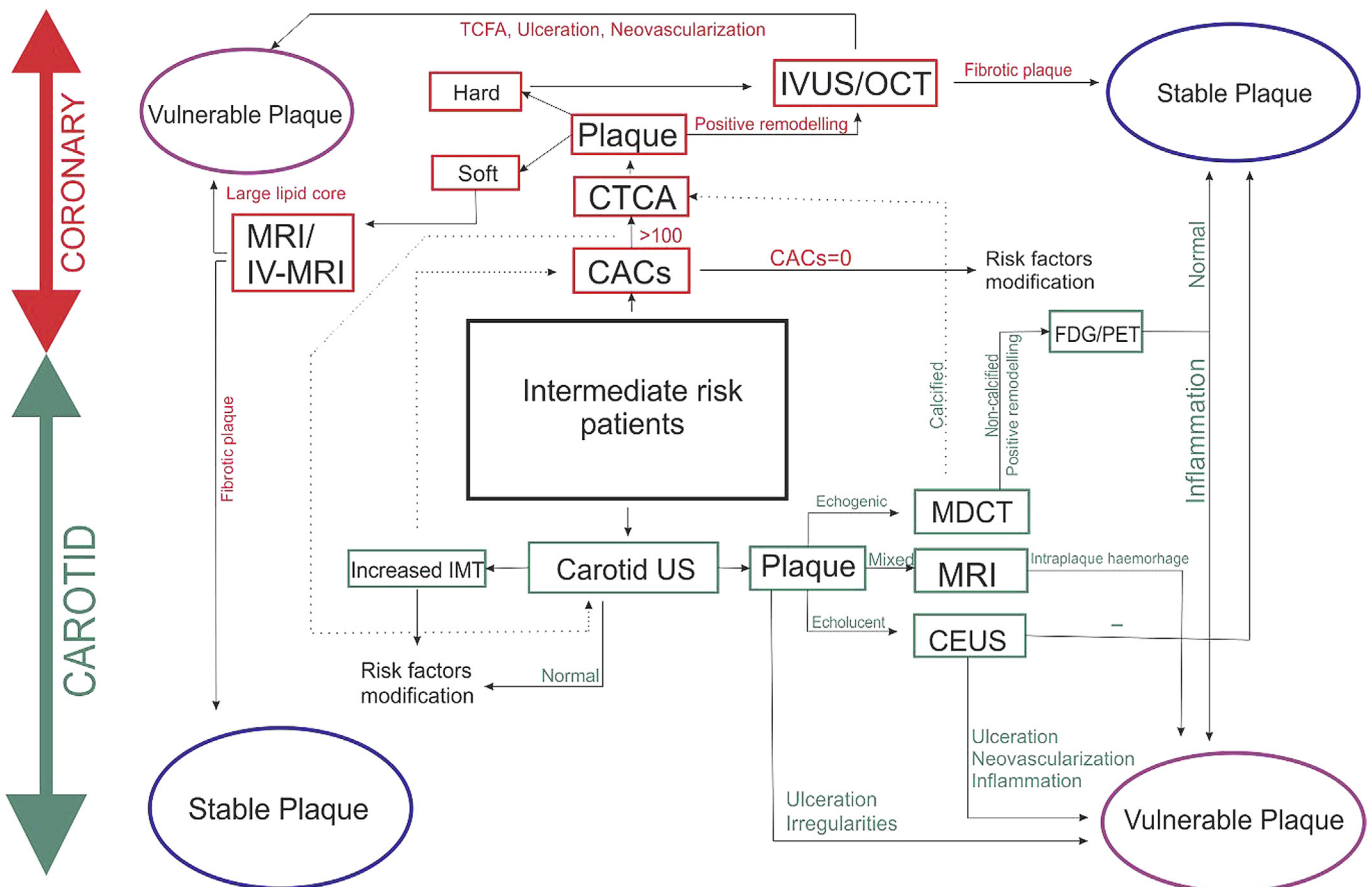 CORONARY
CAROTID
TCFA, Ulceration, Neovascularization
Vulnerable Plaque
Hard
IVUS/OCT
Fibrotic plaque
Stable Plaque
Plaque
Positive remodelling
Soft
Large lipid core
CTCA
MRI/
IV-MRI
>100
CACs
CACs=0
Risk factors
modification
Normal
FDG/PET
Intermediate risk
patients
Calcified
Non-calcified
Positive remodelling
Inflammation
Fibrotic plaque
Echogenic
MDCT
Increased IMT
Carotid US
Plaque
Mixed
MRI
Intraplaque haemorhage
Echolucent
CEUS
–
Risk factors
modification
Normal
Ulceration
Neovascularization
Inflammation
Stable Plaque
Ulceration
Irregularities
Vulnerable Plaque